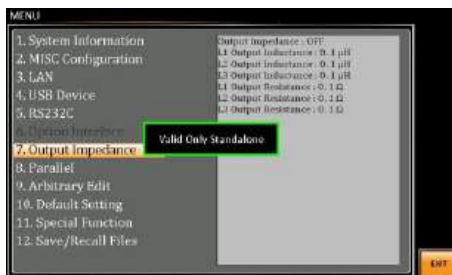 MENU
1. System Information
2. MISC Configuration
3. LAN
4. USB Device
5. RS232C
6. Option Interface
7. Output Impedance
8. Parallel
9. Arbitrary Edit
10. Default Setting
11. Special Function
12. Save/Recall Files
Output Impedance : OFF
L1 Output Inductance : 0.1 µH
L2 Output Inductance : 0.1 µH
L3 Output Inductance : 0.1 µH
L1 Output Resistance : 0.1 Ω
L2 Output Resistance : 0.1 Ω
L3 Output Resistance : 0.1 Ω
Valid Only Standalone
EXIT